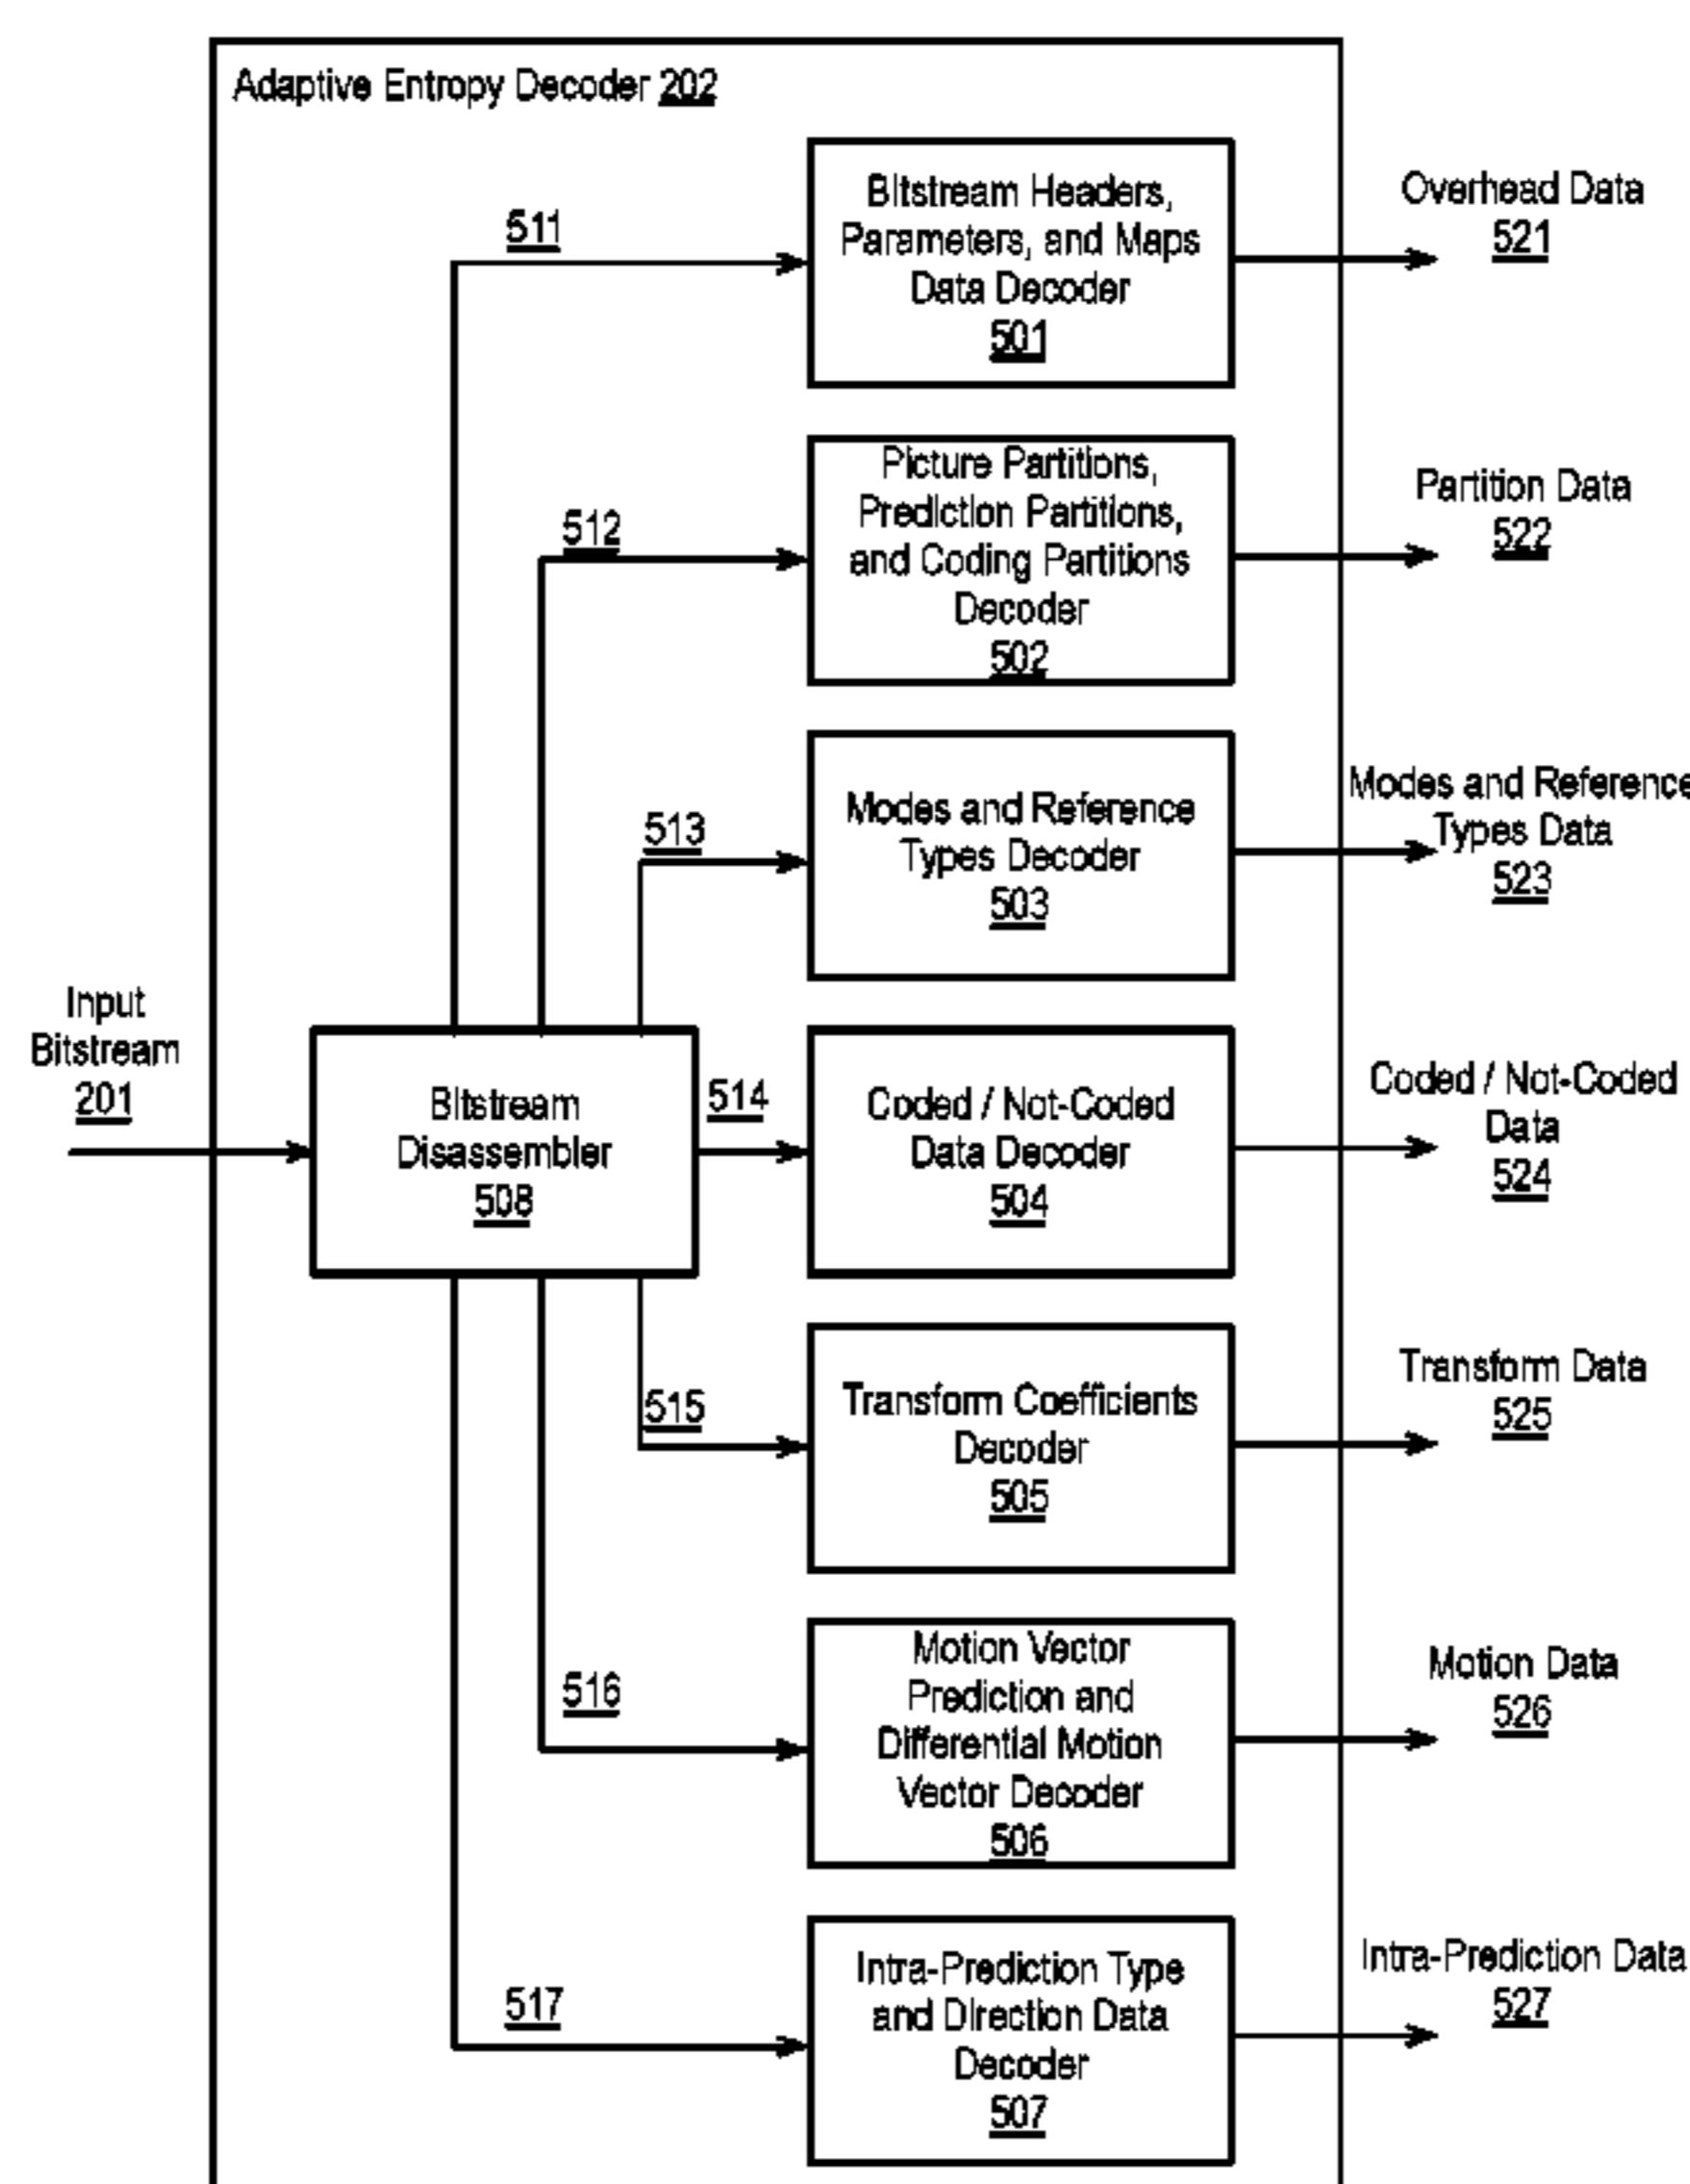 Adaptive Entropy Decoder 202
511
Bitstream Headers,
Parameters, and Maps
Data Decoder
501
Overhead Data
521
512
Picture Partitions,
Prediction Partitions,
and Coding Partitions
Decoder
502
Partition Data
522
513
Modes and Reference
Types Decoder
503
Modes and Reference
Types Data
523
Input
Bitstream
201
Bitstream
Disassembler
508
514
Coded / Not-Coded
Data Decoder
504
Coded / Not-Coded
Data
524
515
Transform Coefficients
Decoder
505
Transform Data
525
516
Motion Vector
Prediction and
Differential Motion
Vector Decoder
506
Motion Data
526
517
Intra-Prediction Type
and Direction Data
Decoder
507
Intra-Prediction Data
527